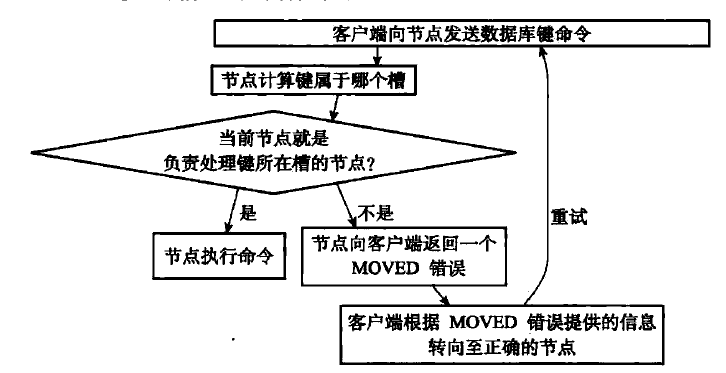 客户端向节点发送数据库键命令
节点计算键属于哪个槽
当前节点就是
负责处理键所在槽的节点？
是
不是
重试
节点执行命令
节点向客户端返回一个
MOVED 错误
客户端根据 MOVED 错误提供的信息
转向至正确的节点